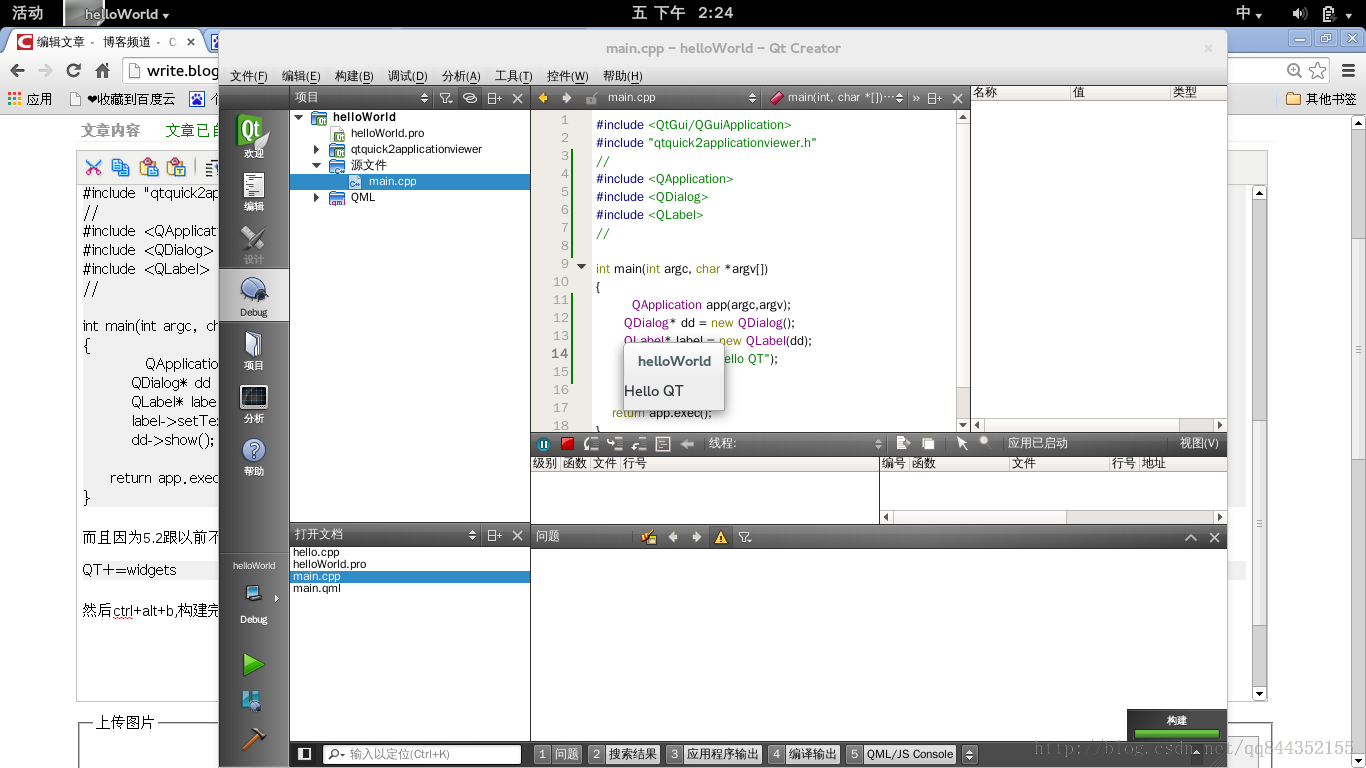 活动 helloWorld 五 下午 2:24 中
编辑文章 - 博客频道 - C
main.cpp - helloWorld - Qt Creator
write.blog
文件(F) 编辑(E) 构建(B) 调试(D) 分析(A) 工具(T) 控件(W) 帮助(H)
应用 ❤收藏到百度云 其他书签
项目 main.cpp main(int, char *[])⋯ » 名称 值 类型
文章内容 文章已自
#include "qtquick2app
//
#include <QApplicati
#include <QDialog>
#include <QLabel>
//
int main(int argc, ch
{
QApplication
QDialog* dd
QLabel* labe
label->setTe
dd->show();
return app.exec
}
而且因为5.2跟以前不
QT+=widgets
然后ctrl+alt+b,构建完
上传图片
欢迎
编辑
设计
Debug
项目
分析
帮助
helloWorld
Debug
helloWorld
helloWorld.pro
qtquick2applicationviewer
源文件
main.cpp
QML
1 #include <QtGui/QGuiApplication>
2 #include "qtquick2applicationviewer.h"
3 //
4 #include <QApplication>
5 #include <QDialog>
6 #include <QLabel>
7 //
8
9 int main(int argc, char *argv[])
10 {
11 QApplication app(argc,argv);
12 QDialog* dd = new QDialog();
13 QLabel* label = new QLabel(dd);
14 ello QT");
15
16
17 return app.exec();
18 }
helloWorld
Hello QT
线程: 应用已启动 视图(V)
级别 函数 文件 行号 编号 函数 文件 行号 地址
打开文档
hello.cpp
helloWorld.pro
main.cpp
main.qml
问题
构建
输入以定位(Ctrl+K) 1 问题 2 搜索结果 3 应用程序输出 4 编译输出 5 QML/JS Console
http://blog.csdn.net/qq844352155